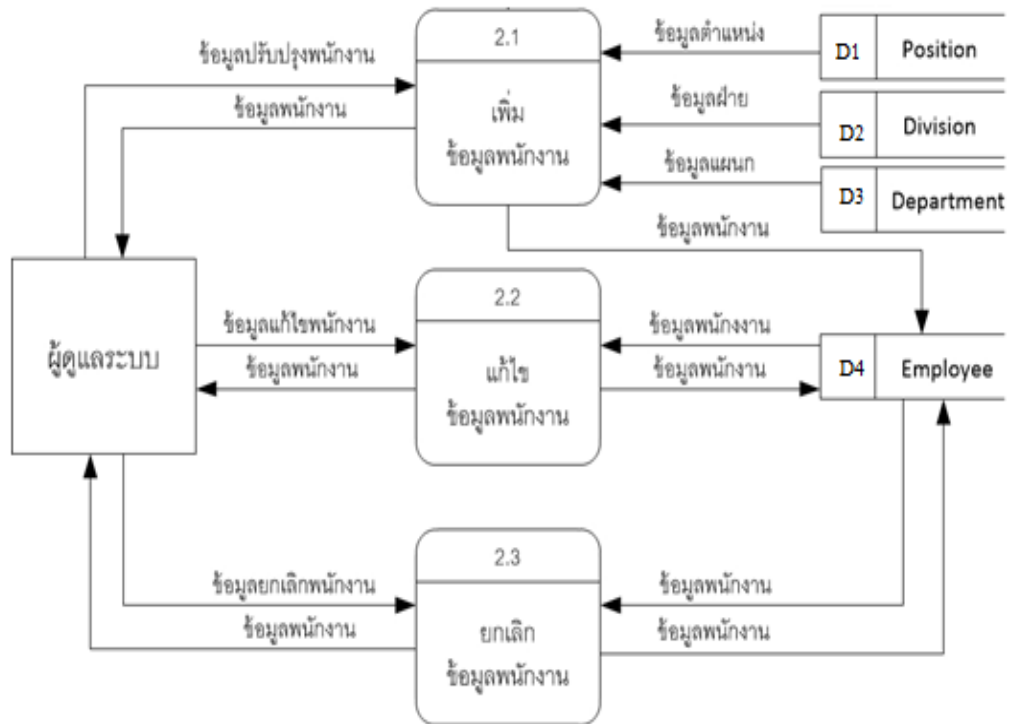 2.1
เพิ่ม
ข้อมูลพนักงาน
ข้อมูลปรับปรุงพนักงาน
ข้อมูลพนักงาน
ข้อมูลตำแหน่ง
D1 Position
ข้อมูลฝ่าย
D2 Division
ข้อมูลแผนก
D3 Department
ข้อมูลพนักงาน
ผู้ดูแลระบบ
2.2
แก้ไข
ข้อมูลพนักงาน
ข้อมูลแก้ไขพนักงาน
ข้อมูลพนักงาน
ข้อมูลพนักงงาน
ข้อมูลพนักงาน
D4 Employee
2.3
ยกเลิก
ข้อมูลพนักงาน
ข้อมูลยกเลิกพนักงาน
ข้อมูลพนักงาน
ข้อมูลพนักงาน
ข้อมูลพนักงาน